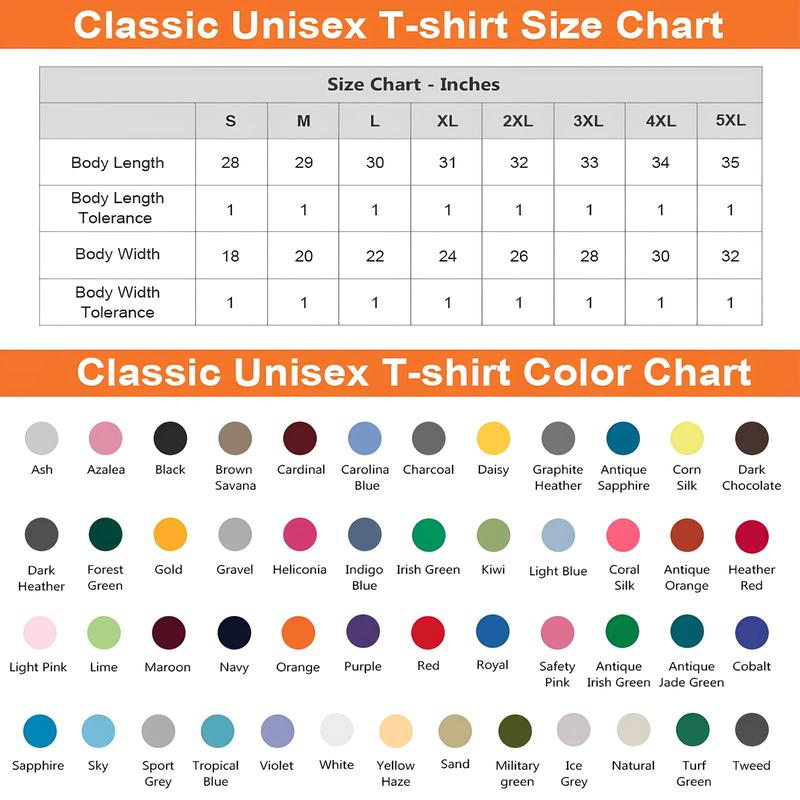 Classic Unisex T-shirt Size Chart
Size Chart - Inches
S M L XL 2XL 3XL 4XL 5XL
Body Length 28 29 30 31 32 33 34 35
Body Length
Tolerance 1 1 1 1 1 1 1 1
Body Width 18 20 22 24 26 28 30 32
Body Width
Tolerance 1 1 1 1 1 1 1 1
Classic Unisex T-shirt Color Chart
Ash Azalea Black Brown Cardinal Carolina Charcoal Daisy Graphite Antique Corn Dark
Savana Blue Heather Sapphire Silk Chocolate
Dark Forest Gold Gravel Heliconia Indigo Irish Green Kiwi Light Blue Coral Antique Heather
Heather Green Blue Silk Orange Red
Light Pink Lime Maroon Navy Orange Purple Red Royal Safety Antique Antique Cobalt
Pink Irish Green Jade Green
Sapphire Sky Sport Tropical Violet White Yellow Sand Military Ice Natural Turf Tweed
Grey Blue Haze green Grey Green